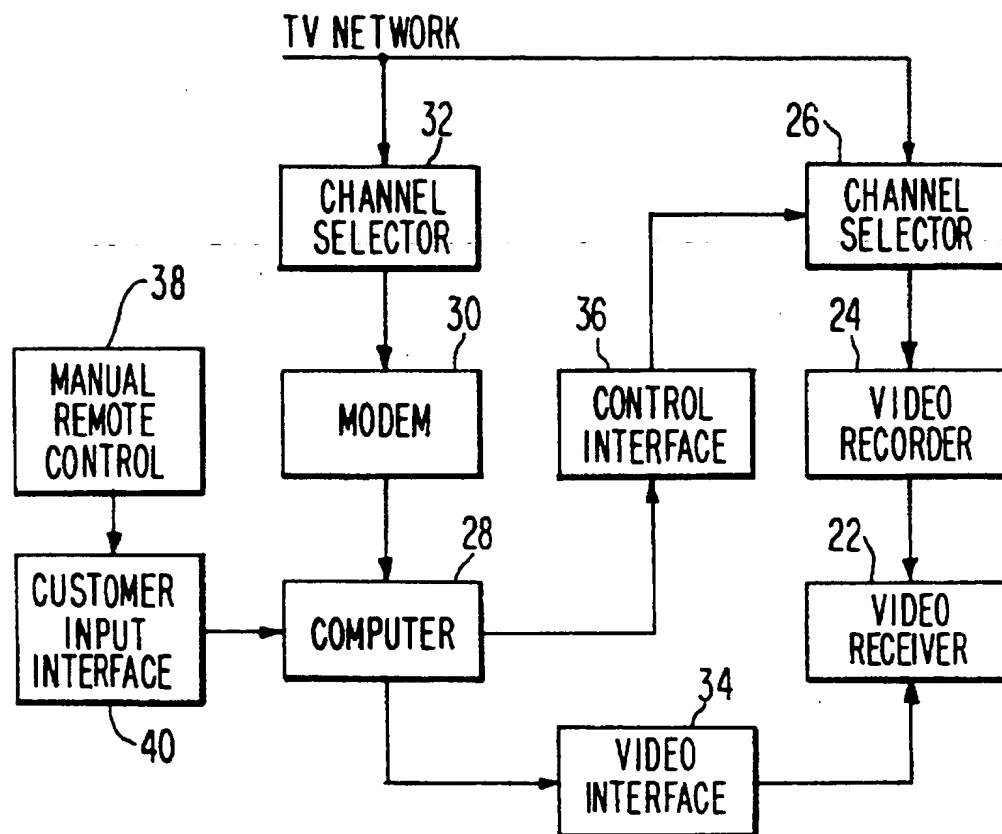 TV NETWORK
32
26
CHANNEL
SELECTOR
CHANNEL
SELECTOR
38
30
36
24
MANUAL
REMOTE
CONTROL
MODEM
CONTROL
INTERFACE
VIDEO
RECORDER
28
22
CUSTOMER
INPUT
INTERFACE
COMPUTER
VIDEO
RECEIVER
40
34
VIDEO
INTERFACE